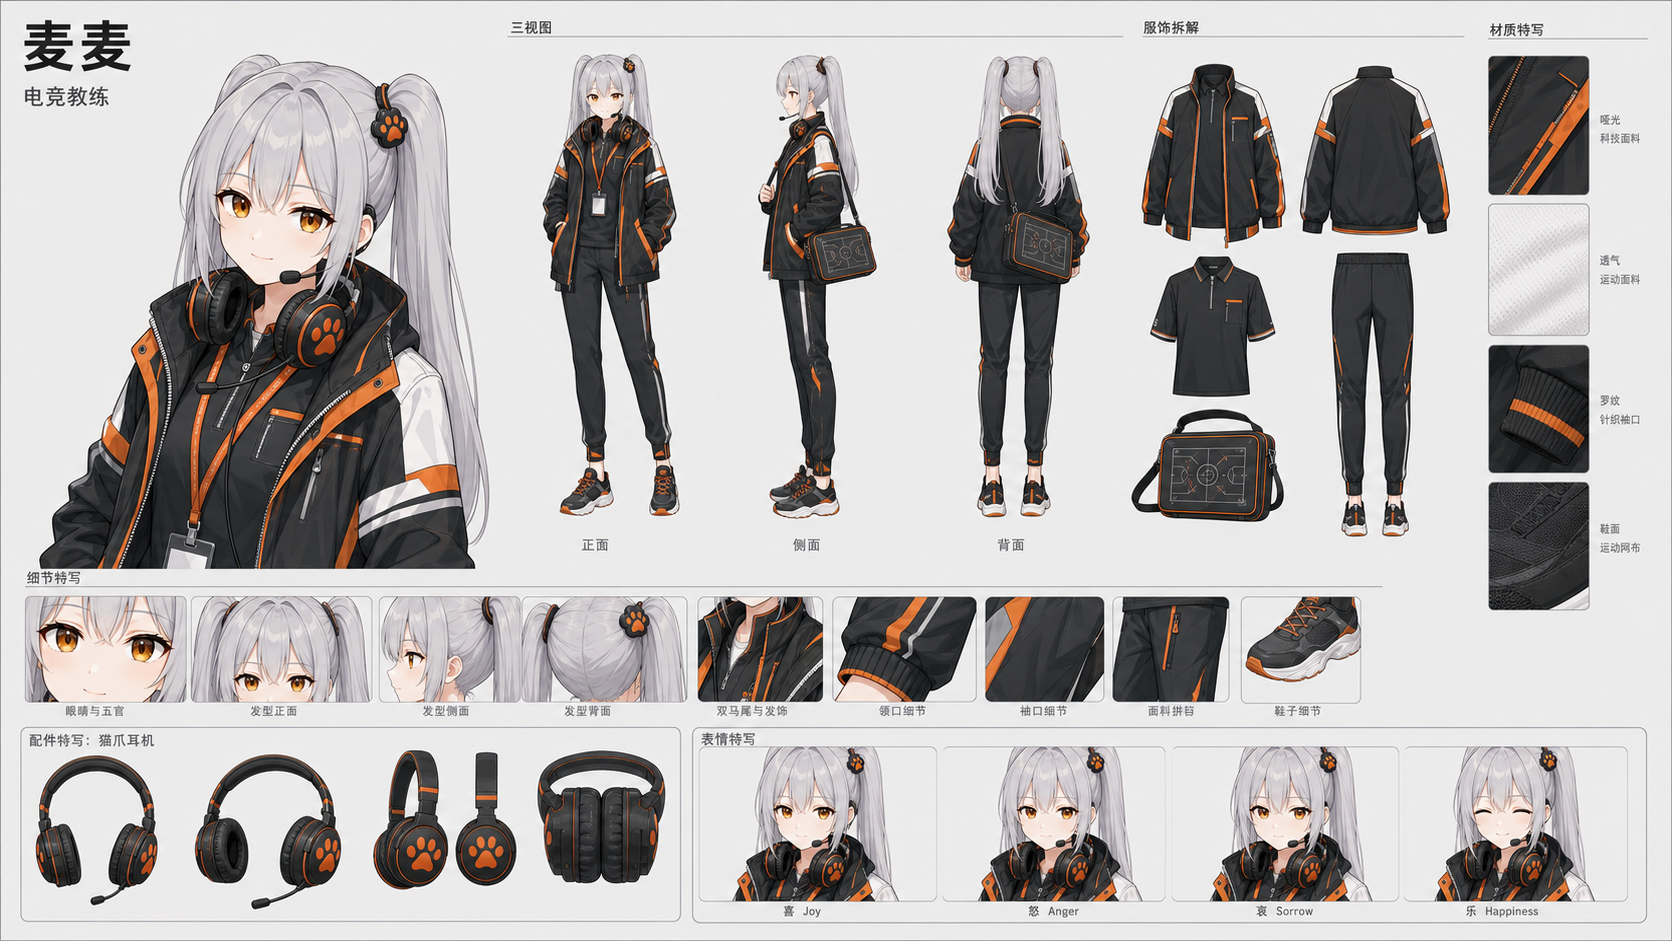 麦麦
电竞教练
三视图
正面
侧面
背面
服饰拆解
材质特写
哑光
科技面料
透气
运动面料
罗纹
针织袖口
鞋面
运动网布
细节特写
眼睛与五官
发型正面
发型侧面
发型背面
双马尾与发饰
领口细节
袖口细节
面料拼
鞋子细节
配件特写：猫爪耳机
表情特写
喜 Joy
怒 Anger
哀 Sorrow
乐 Happiness